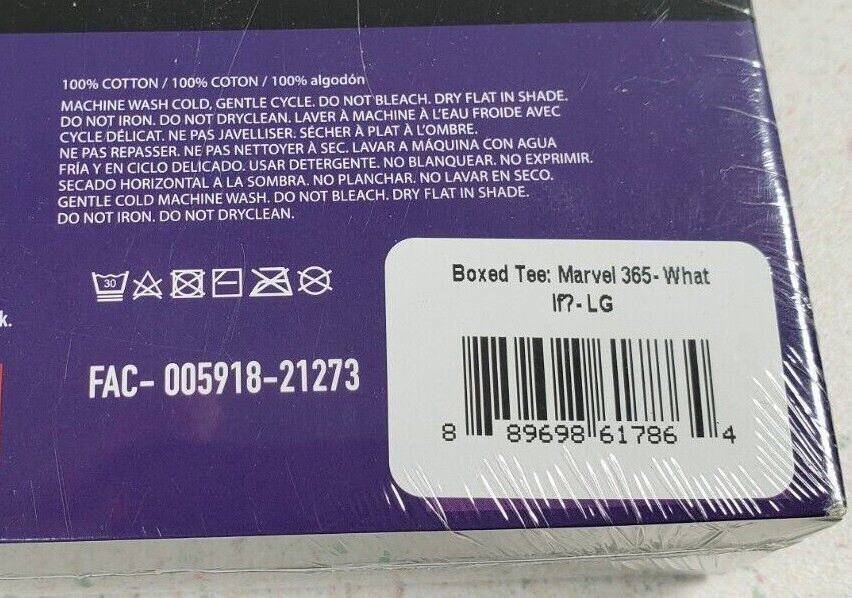 100% COTTON / 100% COTON / 100% algodón
MACHINE WASH COLD, GENTLE CYCLE. DO NOT BLEACH. DRY FLAT IN SHADE.
DO NOT IRON. DO NOT DRYCLEAN. LAVER À MACHINE À L'EAU FROIDE AVEC
CYCLE DÉLICAT. NE PAS JAVELLISER. SÉCHER À PLAT À L'OMBRE.
NE PAS REPASSER. NE PAS NETTOYER À SEC. LAVAR A MÁQUINA CON AGUA
FRÍA Y EN CICLO DELICADO. USAR DETERGENTE. NO BLANQUEAR. NO EXPRIMIR.
SECADO HORIZONTAL A LA SOMBRA. NO PLANCHAR. NO LAVAR EN SECO.
GENTLE COLD MACHINE WASH. DO NOT BLEACH. DRY FLAT IN SHADE.
DO NOT IRON. DO NOT DRYCLEAN.
30
k.
FAC- 005918-21273
Boxed Tee: Marvel 365- What
If?- LG
8 89698 61786 4